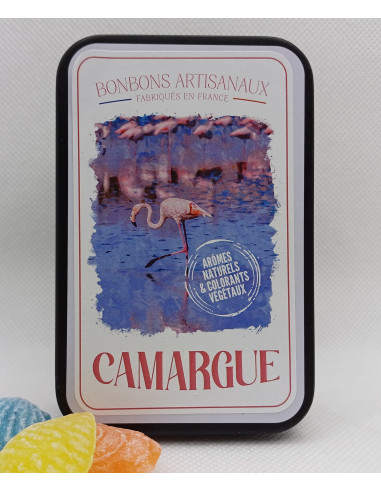 BONBONS ARTISANAUX
FABRIQUÉS EN FRANCE
ARÔMES
NATURELS
& COLORANTS
VÉGÉTAUX
CAMARGUE